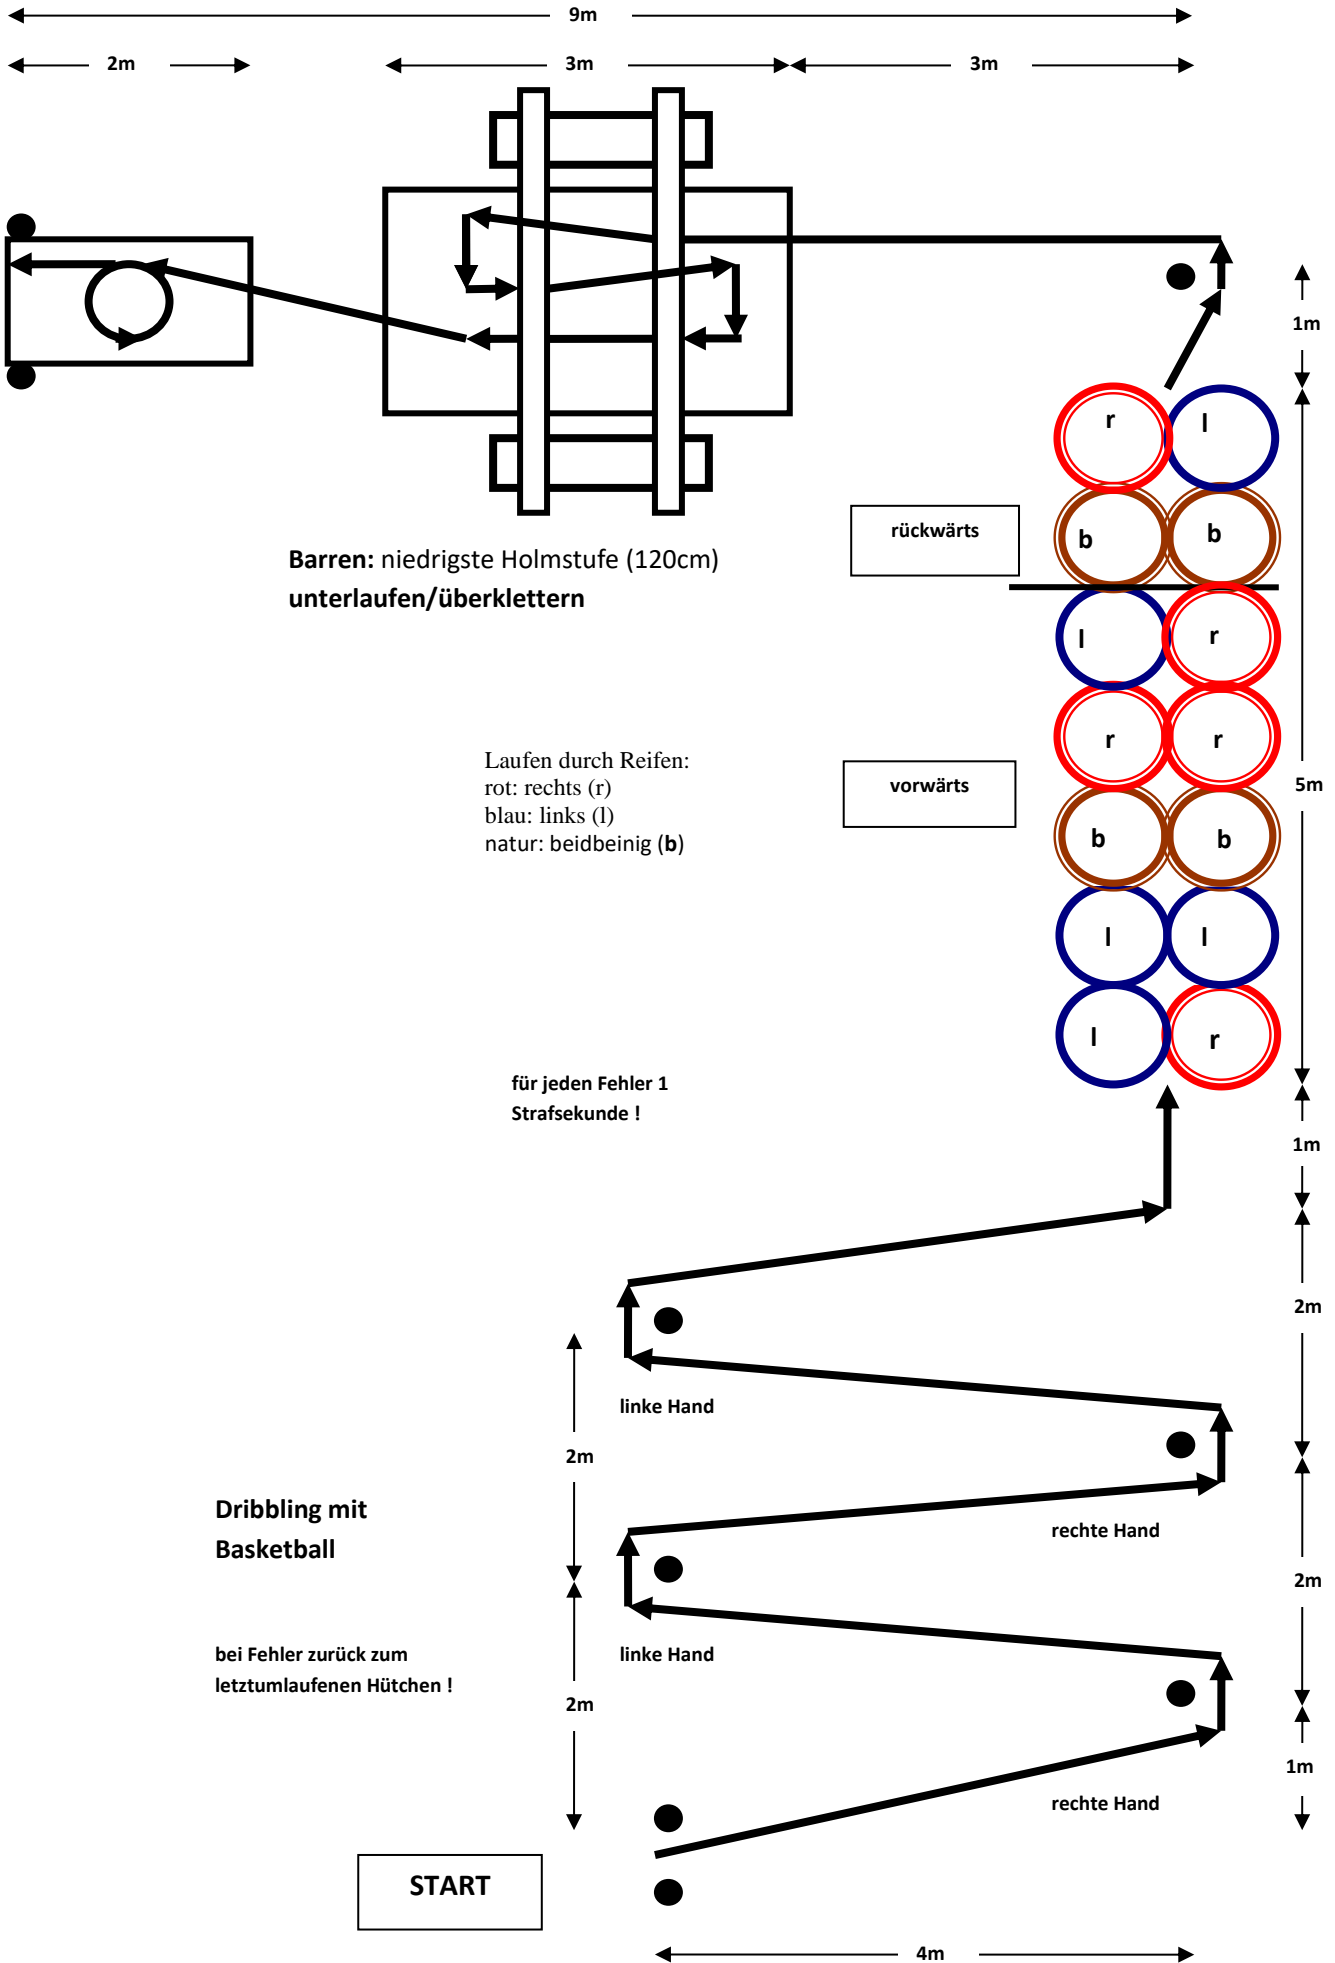 9m
2m
3m
3m
1m
r
l
rückwärts
b
b
Barren: niedrigste Holmstufe (120cm)
unterlaufen/überklettern
l
r
Laufen durch Reifen:
rot: rechts (r)
blau: links (l)
natur: beidbeinig (b)
r
r
vorwärts
5m
b
b
l
l
l
r
für jeden Fehler 1
Strafsekunde !
1m
2m
linke Hand
2m
Dribbling mit
Basketball
rechte Hand
2m
bei Fehler zurück zum
letztumlaufenen Hütchen !
linke Hand
2m
1m
rechte Hand
START
4m